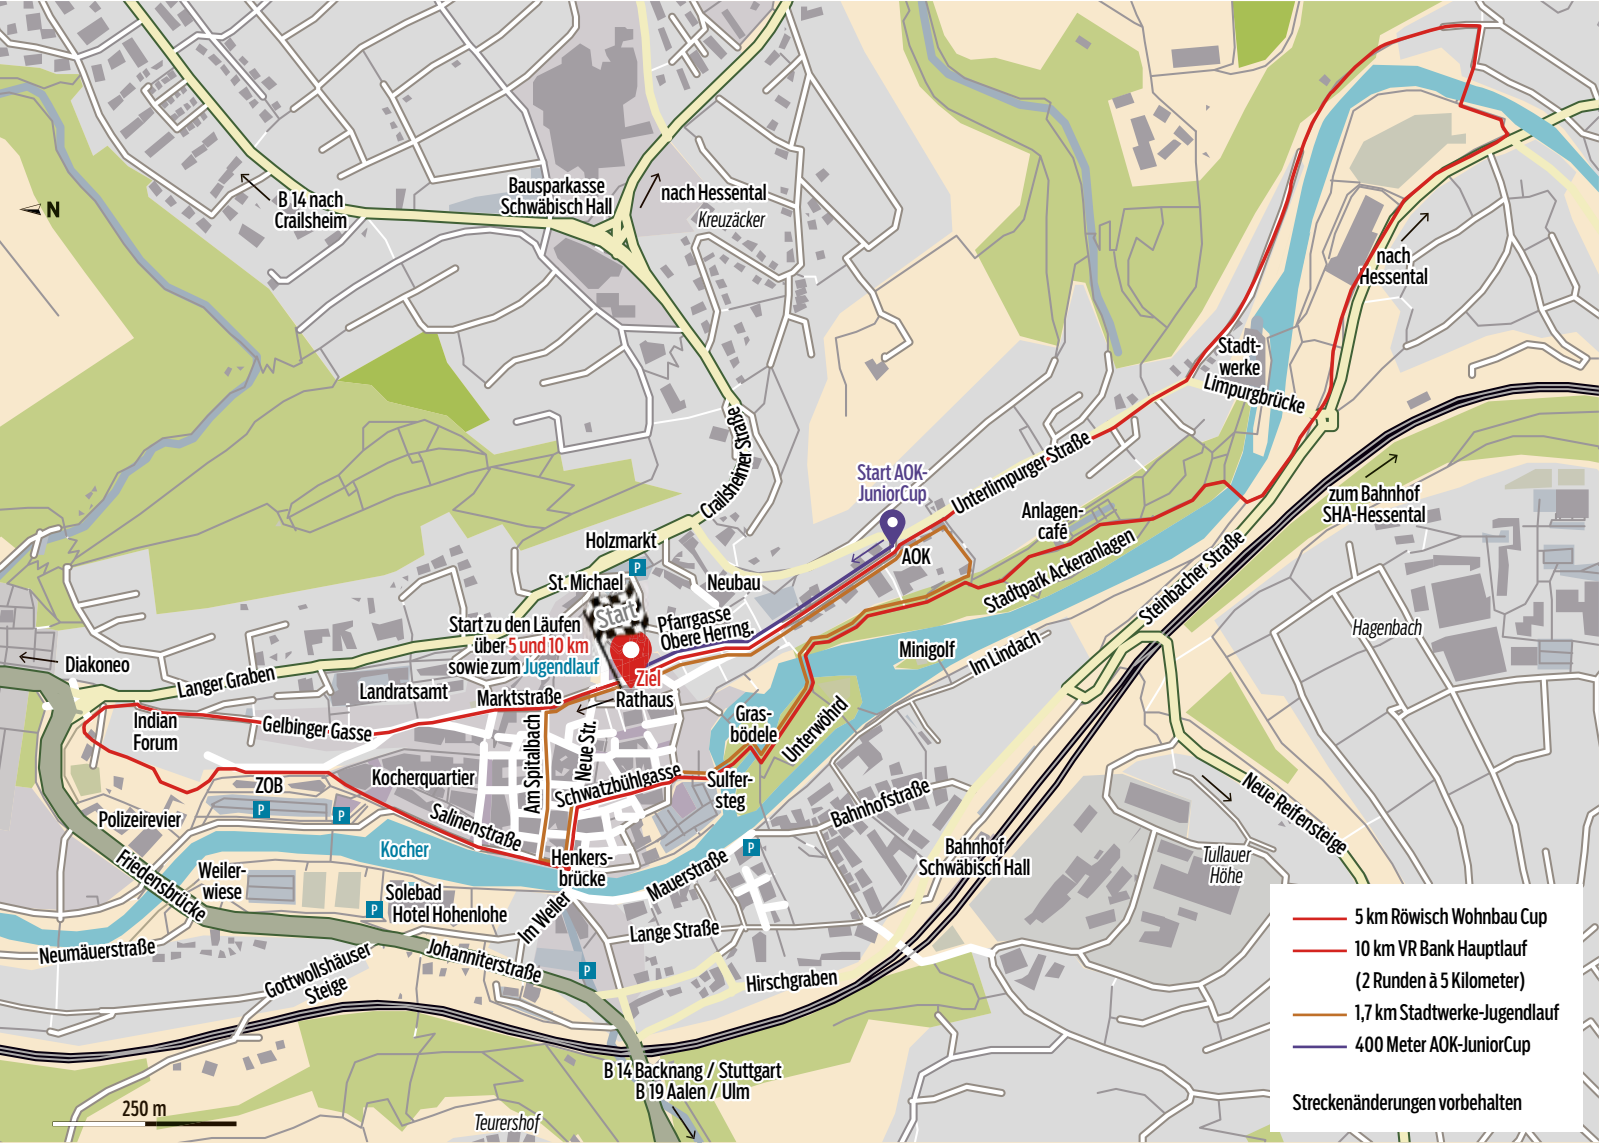 N
B 14 nach
Crailsheim
Bausparkasse
Schwäbisch Hall
nach Hessental
Kreuzäcker
nach
Hessental
Stadt-
werke
Limpurgbrücke
Crailsheimer Straße
Start AOK-
JuniorCup
Unterlimpurger Straße
zum Bahnhof
SHA-Hessental
Anlagen-
café
Holzmarkt
AOK
St. Michael
P
Neubau
Stadtpark Ackeranlagen
Steinbacher Straße
Start
Pfarrgasse
Obere Herrng.
Start zu den Läufen
über 5 und 10 km
sowie zum Jugendlauf
Hagenbach
Minigolf
Im Lindach
Diakoneo
Langer Graben
Landratsamt
Marktstraße
Ziel
Rathaus
Indian
Forum
Gelbinger Gasse
Gras-
bödele
Unterwöhrd
Am Spitalbach
Neue Str.
Kocherquartier
ZOB
Schwatzbühlgasse
Sulfer-
steg
P
P
Polizeirevier
Salinenstraße
Bahnhofstraße
Neue Reifensteige
Kocher
Henkers-
brücke
Mauerstraße
P
Bahnhof
Schwäbisch Hall
Tullauer
Höhe
Friedensbrücke
Weiler-
wiese
Solebad
Hotel Hohenlohe
P
Im Weiler
Lange Straße
Neumäuerstraße
Gottwollshäuser
Steige
Johanniterstraße
P
Hirschgraben
5 km Röwisch Wohnbau Cup
10 km VR Bank Hauptlauf
(2 Runden à 5 Kilometer)
1,7 km Stadtwerke-Jugendlauf
400 Meter AOK-JuniorCup
Streckenänderungen vorbehalten
B 14 Backnang / Stuttgart
B 19 Aalen / Ulm
250 m
Teurershof